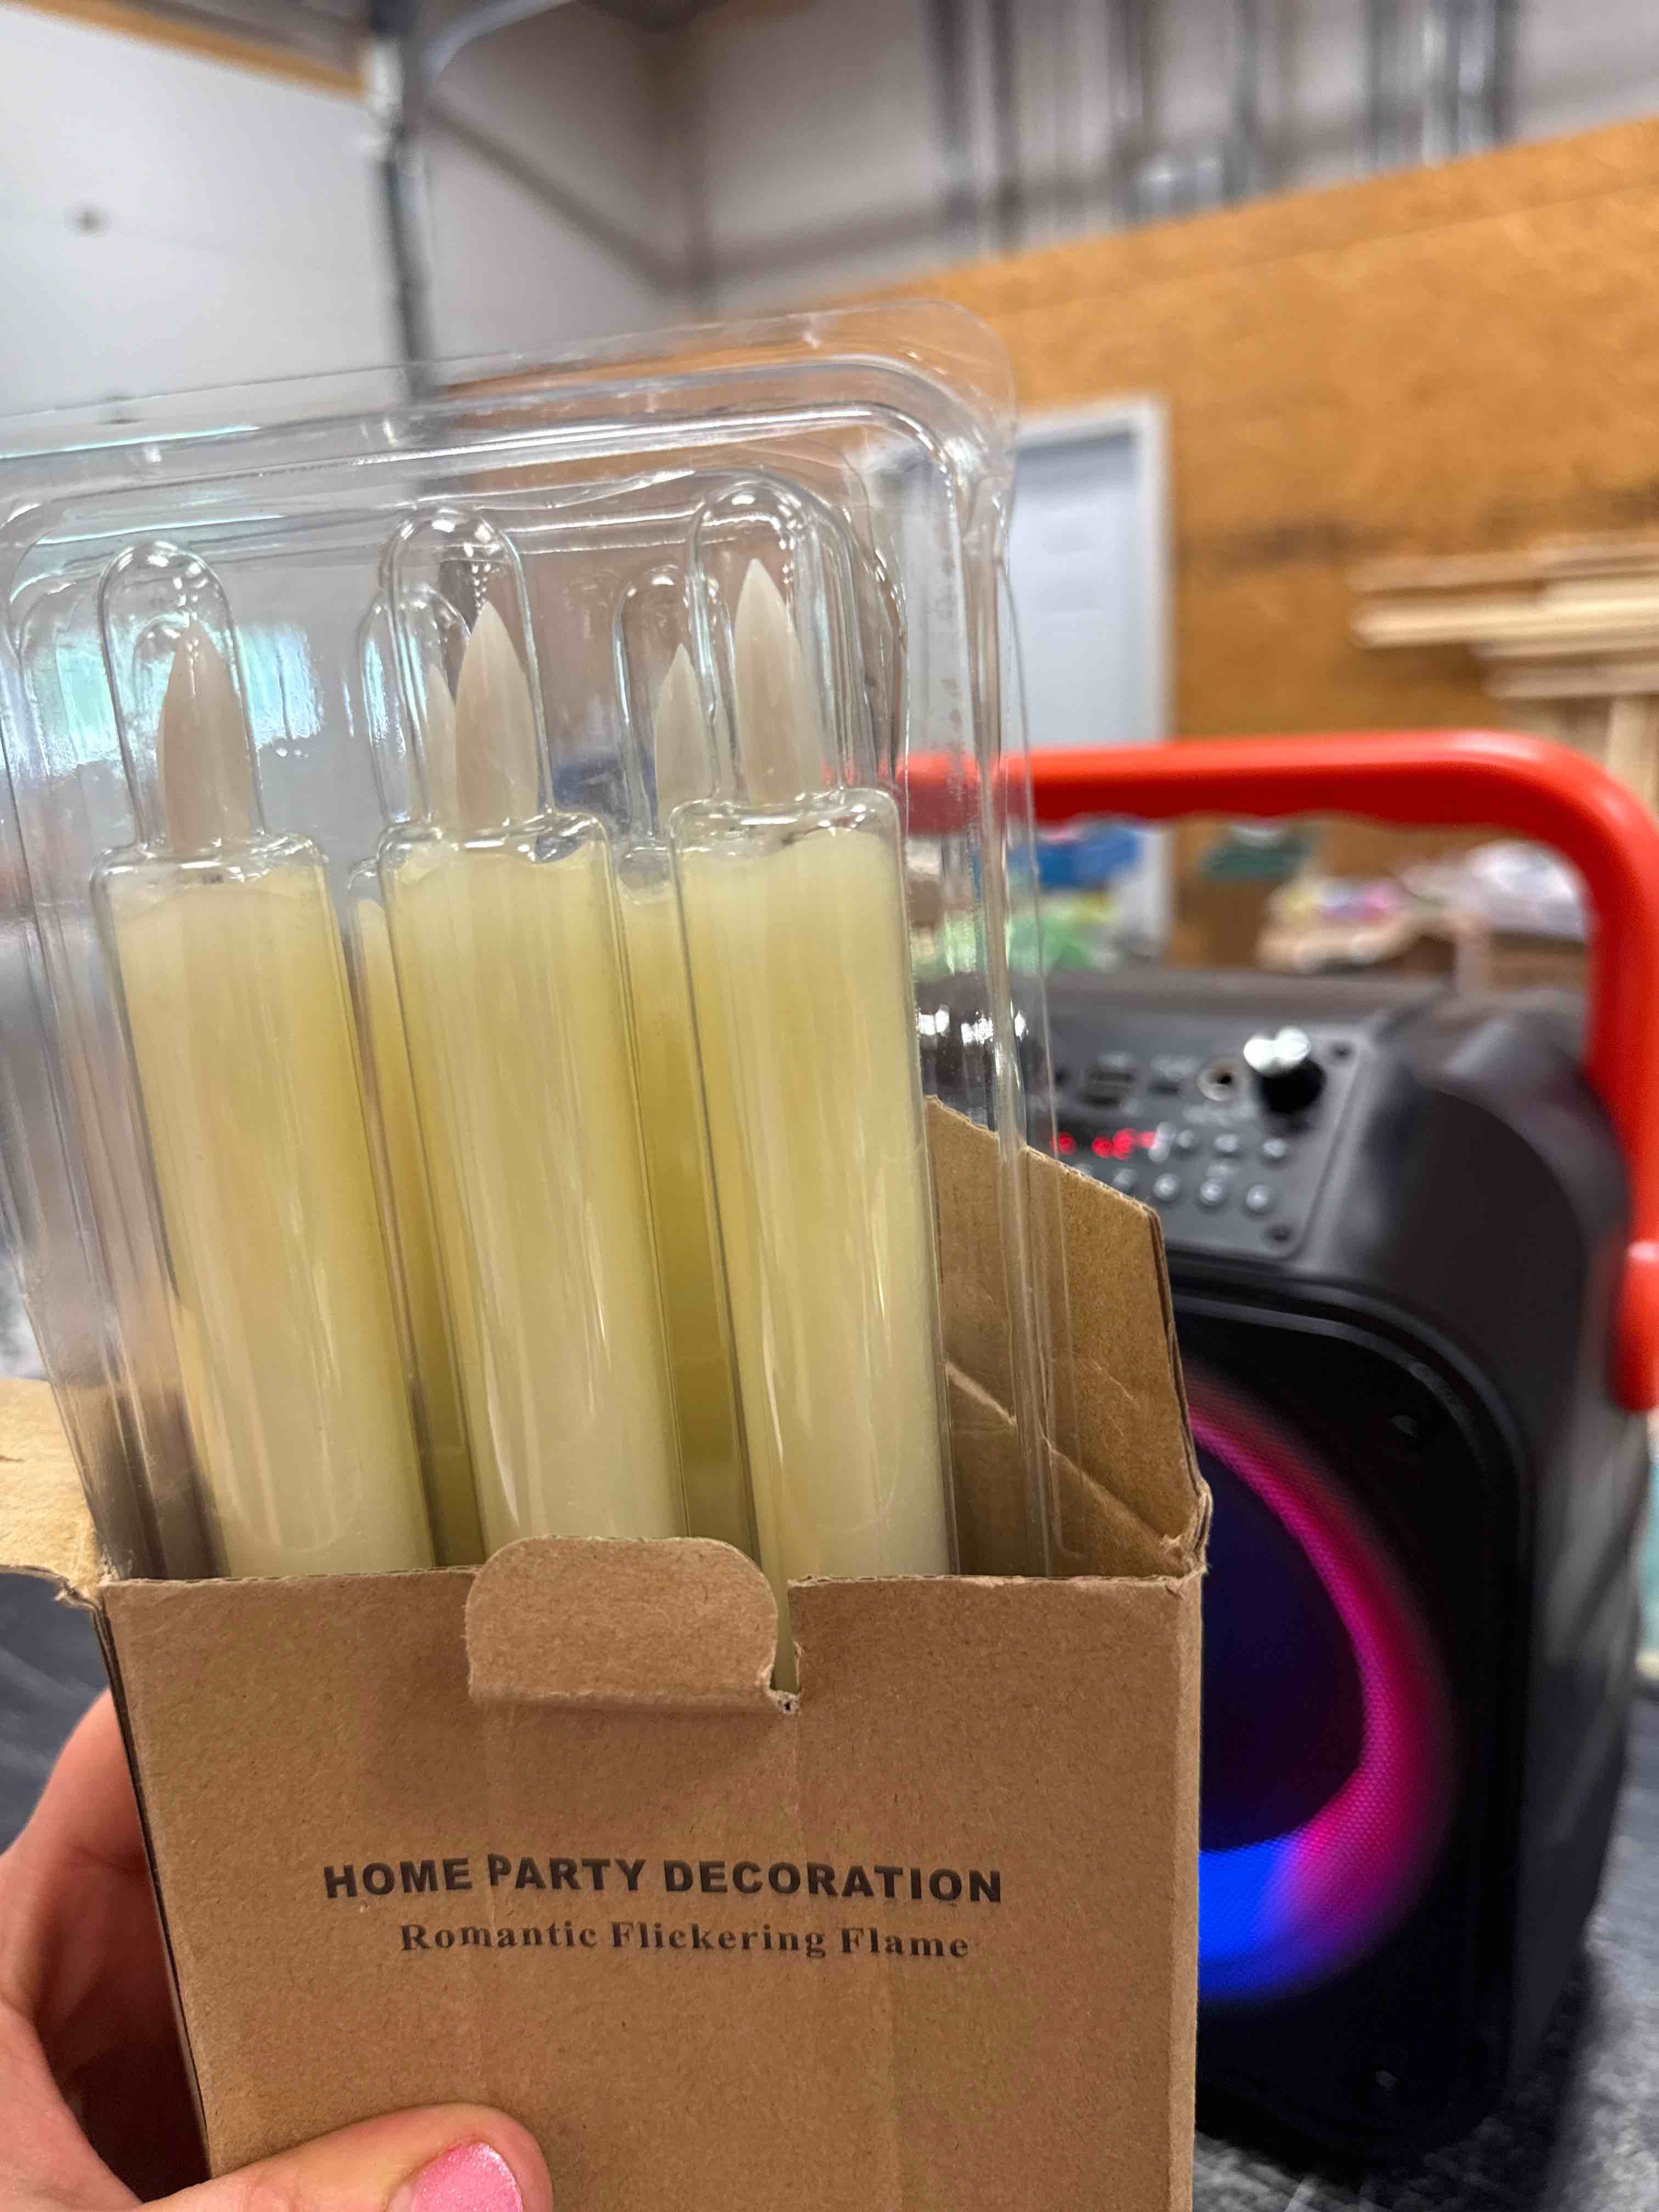 HOME PARTY DECORATION
Romantic Flickering Flame